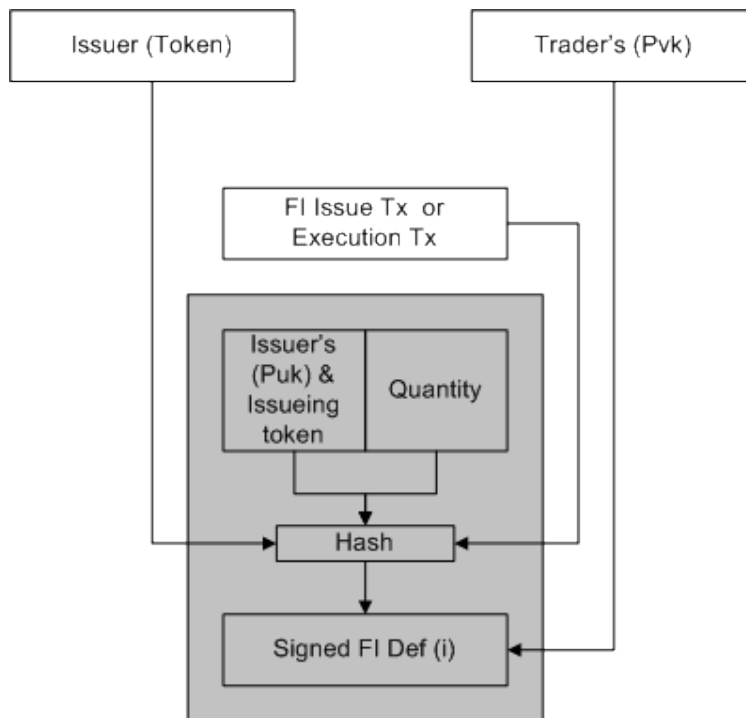 Issuer (Token)
Trader's (Pvk)
FI Issue Tx or
Execution Tx
Issuer's
(Puk) &
Issueing
token
Quantity
Hash
Signed FI Def (i)